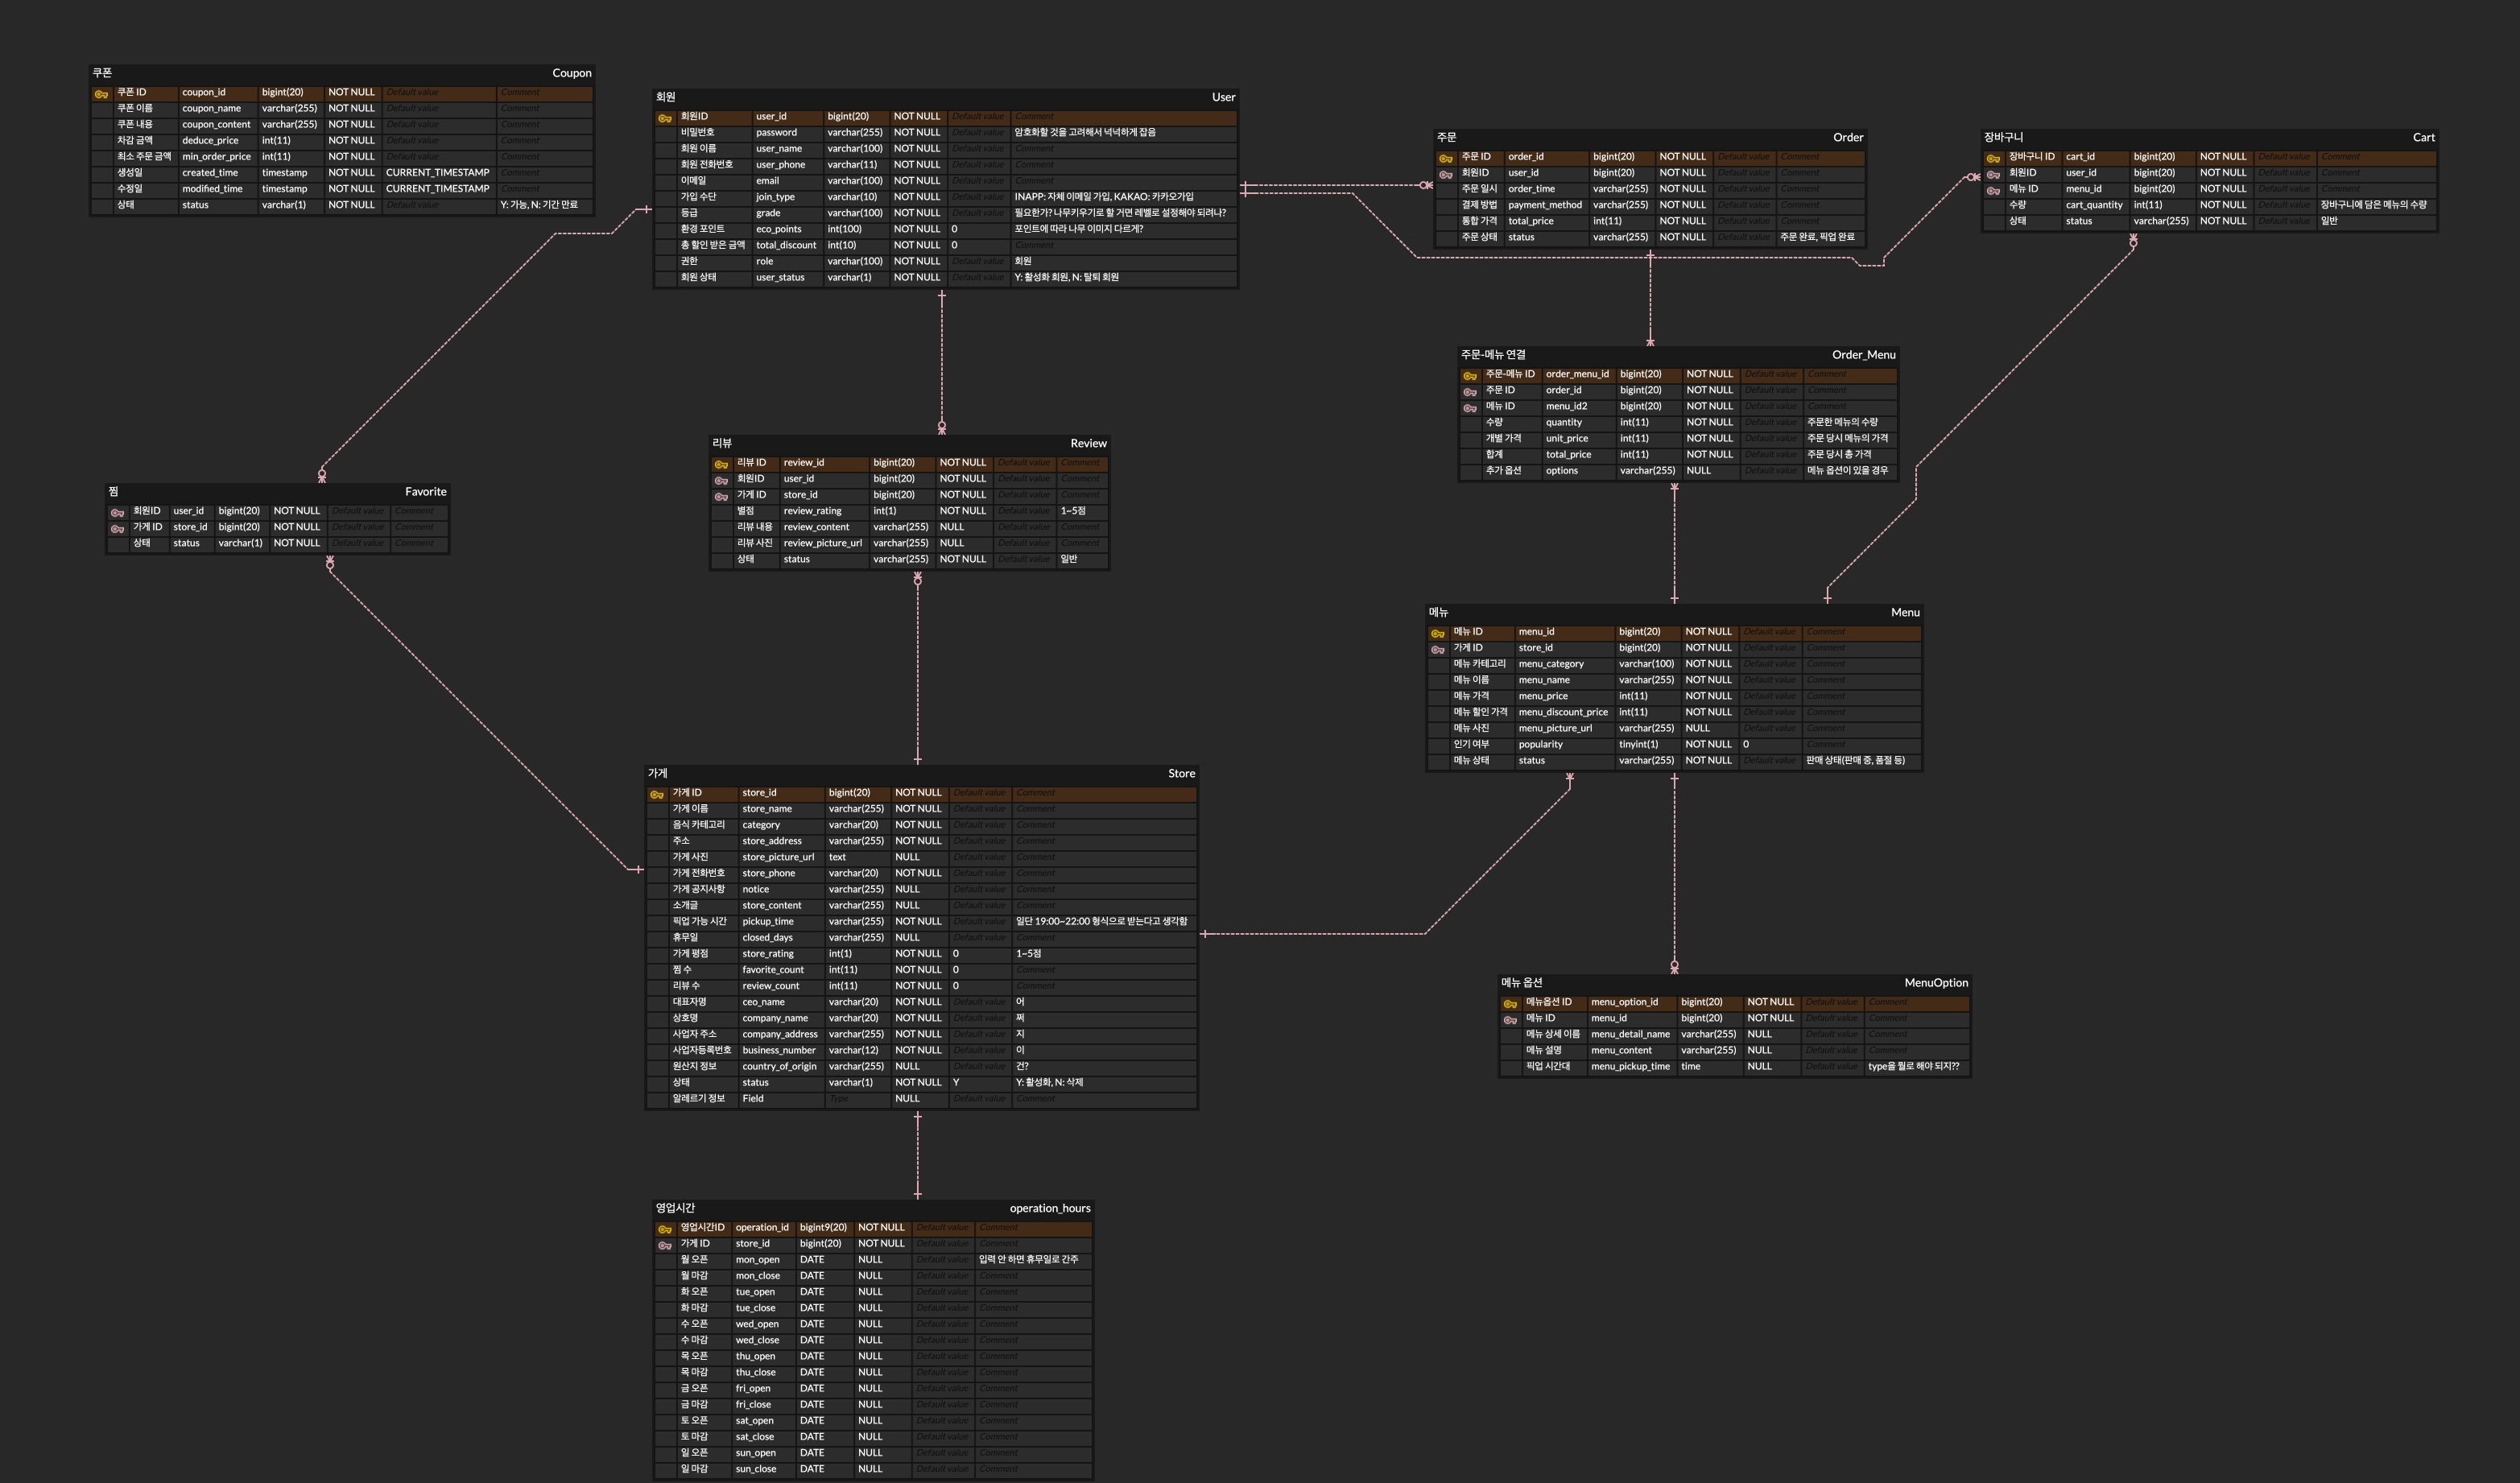 쿠폰 Coupon
쿠폰 ID coupon_id bigint(20) NOT NULL Default value Comment
쿠폰 이름 coupon_name varchar(255) NOT NULL Default value Comment
쿠폰 내용 coupon_content varchar(255) NOT NULL Default value Comment
차감 금액 deduce_price int(11) NOT NULL Default value Comment
최소 주문 금액 min_order_price int(11) NOT NULL Default value Comment
생성일 created_time timestamp NOT NULL CURRENT_TIMESTAMP Comment
수정일 modified_time timestamp NOT NULL CURRENT_TIMESTAMP Comment
상태 status varchar(1) NOT NULL Default value Y: 가능, N: 기간 만료
회원 User
회원ID user_id bigint(20) NOT NULL Default value Comment
비밀번호 password varchar(255) NOT NULL Default value 암호화할 것을 고려해서 넉넉하게 잡음
회원 이름 user_name varchar(100) NOT NULL Default value Comment
회원 전화번호 user_phone varchar(11) NOT NULL Default value Comment
이메일 email varchar(100) NOT NULL Default value Comment
가입 수단 join_type varchar(10) NOT NULL Default value INAPP: 자체 이메일 가입, KAKAO: 카카오가입
등급 grade varchar(100) NOT NULL Default value 필요한가? 나무키우기로 할 거면 레벨로 설정해야 되려나?
환경 포인트 eco_points int(100) NOT NULL 0 포인트에 따라 나무 이미지 다르게?
총 할인 받은 금액 total_discount int(10) NOT NULL 0 Comment
권한 role varchar(100) NOT NULL Default value 회원
회원 상태 user_status varchar(1) NOT NULL Default value Y: 활성화 회원, N: 탈퇴 회원
주문 Order
주문 ID order_id bigint(20) NOT NULL Default value Comment
회원ID user_id bigint(20) NOT NULL Default value Comment
주문 일시 order_time varchar(255) NOT NULL Default value Comment
결제 방법 payment_method varchar(255) NOT NULL Default value Comment
통합 가격 total_price int(11) NOT NULL Default value Comment
주문 상태 status varchar(255) NOT NULL Default value 주문 완료, 픽업 완료
장바구니 Cart
장바구니 ID cart_id bigint(20) NOT NULL Default value Comment
회원ID user_id bigint(20) NOT NULL Default value Comment
메뉴 ID menu_id bigint(20) NOT NULL Default value Comment
수량 cart_quantity int(11) NOT NULL Default value 장바구니에 담은 메뉴의 수량
상태 status varchar(255) NOT NULL Default value 일반
주문-메뉴 연결 Order_Menu
주문-메뉴 ID order_menu_id bigint(20) NOT NULL Default value Comment
주문 ID order_id bigint(20) NOT NULL Default value Comment
메뉴 ID menu_id2 bigint(20) NOT NULL Default value Comment
수량 quantity int(11) NOT NULL Default value 주문한 메뉴의 수량
개별 가격 unit_price int(11) NOT NULL Default value 주문 당시 메뉴의 가격
합계 total_price int(11) NOT NULL Default value 주문 당시 총 가격
추가 옵션 options varchar(255) NULL Default value 메뉴 옵션이 있을 경우
리뷰 Review
리뷰 ID review_id bigint(20) NOT NULL Default value Comment
회원ID user_id bigint(20) NOT NULL Default value Comment
가게 ID store_id bigint(20) NOT NULL Default value Comment
별점 review_rating int(1) NOT NULL Default value 1~5점
리뷰 내용 review_content varchar(255) NULL Default value Comment
리뷰 사진 review_picture_url varchar(255) NULL Default value Comment
상태 status varchar(255) NOT NULL Default value 일반
찜 Favorite
회원ID user_id bigint(20) NOT NULL Default value Comment
가게 ID store_id bigint(20) NOT NULL Default value Comment
상태 status varchar(1) NOT NULL Default value Comment
메뉴 Menu
메뉴 ID menu_id bigint(20) NOT NULL Default value Comment
가게 ID store_id bigint(20) NOT NULL Default value Comment
메뉴 카테고리 menu_category varchar(100) NOT NULL Default value Comment
메뉴 이름 menu_name varchar(255) NOT NULL Default value Comment
메뉴 가격 menu_price int(11) NOT NULL Default value Comment
메뉴 할인 가격 menu_discount_price int(11) NOT NULL Default value Comment
메뉴 사진 menu_picture_url varchar(255) NULL Default value Comment
인기 여부 popularity tinyint(1) NOT NULL 0 Comment
메뉴 상태 status varchar(255) NOT NULL Default value 판매 상태(판매 중, 품절 등)
가게 Store
가게 ID store_id bigint(20) NOT NULL Default value Comment
가게 이름 store_name varchar(255) NOT NULL Default value Comment
음식 카테고리 category varchar(20) NOT NULL Default value Comment
주소 store_address varchar(255) NOT NULL Default value Comment
가게 사진 store_picture_url text NULL Default value Comment
가게 전화번호 store_phone varchar(20) NOT NULL Default value Comment
가게 공지사항 notice varchar(255) NULL Default value Comment
소개글 store_content varchar(255) NULL Default value Comment
픽업 가능 시간 pickup_time varchar(255) NOT NULL Default value 일단 19:00~22:00 형식으로 받는다고 생각함
휴무일 closed_days varchar(255) NULL Default value Comment
가게 평점 store_rating int(1) NOT NULL 0 1~5점
찜 수 favorite_count int(11) NOT NULL 0 Comment
리뷰 수 review_count int(11) NOT NULL 0 Comment
대표자명 ceo_name varchar(20) NOT NULL Default value 어
상호명 company_name varchar(20) NOT NULL Default value 쩌
사업자 주소 company_address varchar(255) NOT NULL Default value 지
사업자등록번호 business_number varchar(12) NOT NULL Default value 이
원산지 정보 country_of_origin varchar(255) NULL Default value 건?
상태 status varchar(1) NOT NULL Y Y: 활성화, N: 삭제
알레르기 정보 Field Type NULL Default value Comment
메뉴 옵션 MenuOption
메뉴옵션 ID menu_option_id bigint(20) NOT NULL Default value Comment
메뉴 ID menu_id bigint(20) NOT NULL Default value Comment
메뉴 상세 이름 menu_detail_name varchar(255) NULL Default value Comment
메뉴 설명 menu_content varchar(255) NULL Default value Comment
픽업 시간대 menu_pickup_time time NULL Default value type을 뭘로 해야 되지??
영업시간 operation_hours
영업시간ID operation_id bigint9(20) NOT NULL Default value Comment
가게 ID store_id bigint(20) NOT NULL Default value Comment
월 오픈 mon_open DATE NULL Default value 입력 안 하면 휴무일로 간주
월 마감 mon_close DATE NULL Default value Comment
화 오픈 tue_open DATE NULL Default value Comment
화 마감 tue_close DATE NULL Default value Comment
수 오픈 wed_open DATE NULL Default value Comment
수 마감 wed_close DATE NULL Default value Comment
목 오픈 thu_open DATE NULL Default value Comment
목 마감 thu_close DATE NULL Default value Comment
금 오픈 fri_open DATE NULL Default value Comment
금 마감 fri_close DATE NULL Default value Comment
토 오픈 sat_open DATE NULL Default value Comment
토 마감 sat_close DATE NULL Default value Comment
일 오픈 sun_open DATE NULL Default value Comment
일 마감 sun_close DATE NULL Default value Comment